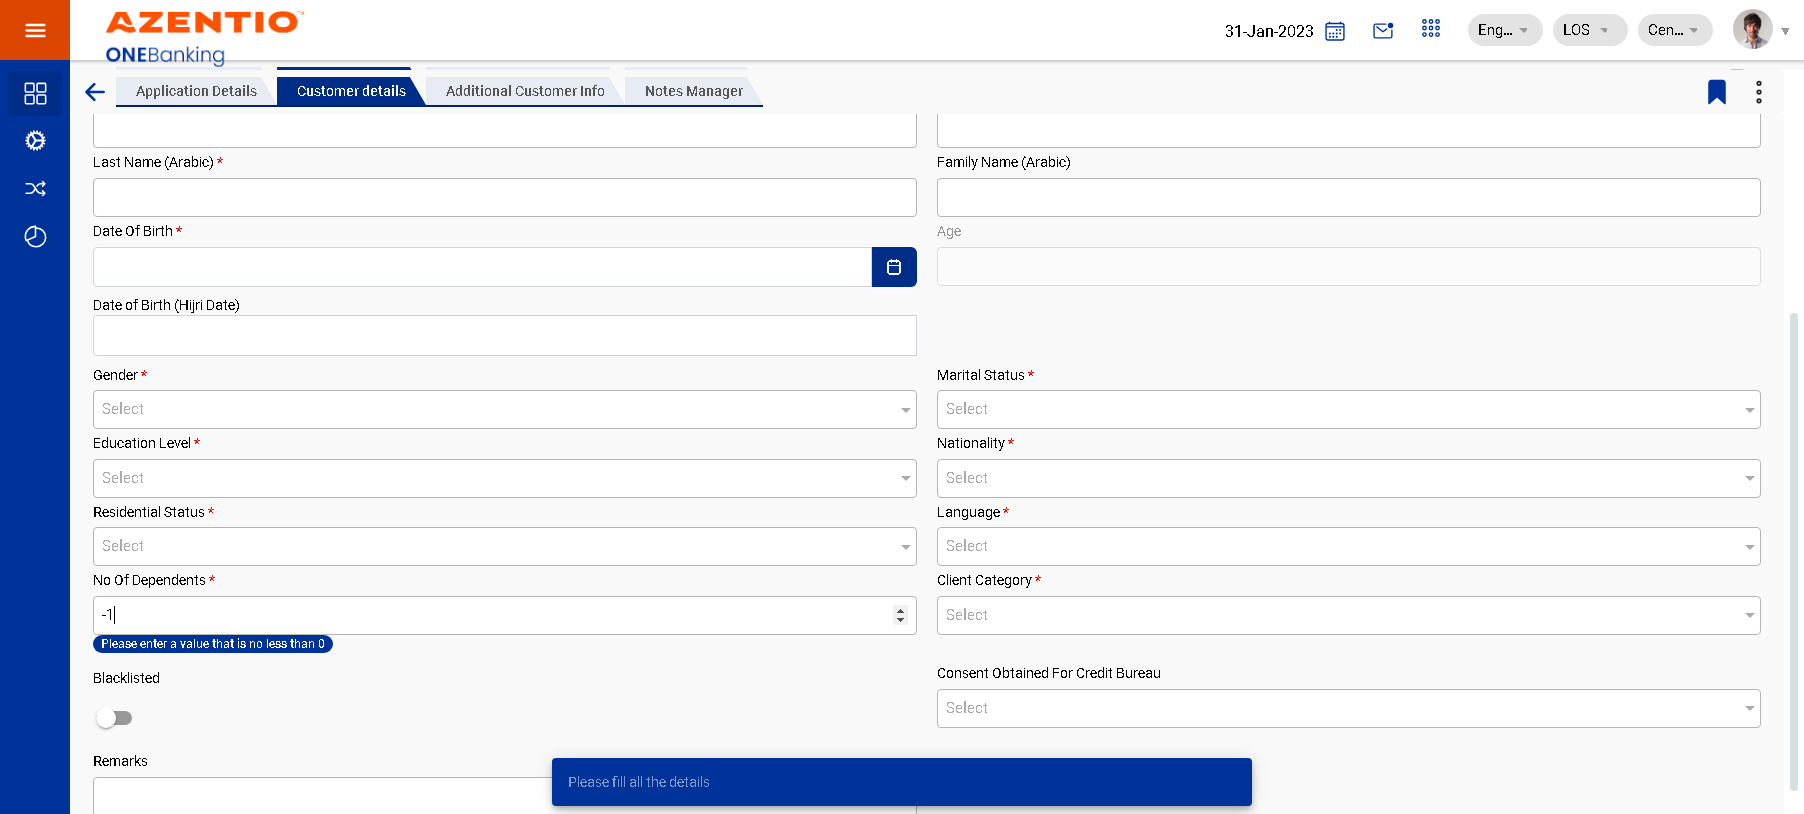 AZENTIO™
ONEBanking
31-Jan-2023
Eng...
LOS
Cen...
Application Details
Customer details
Additional Customer Info
Notes Manager
Last Name (Arabic) *
Family Name (Arabic)
Date Of Birth *
Age
Date of Birth (Hijri Date)
Gender *
Marital Status *
Select
Select
Education Level *
Nationality *
Select
Select
Residential Status *
Language *
Select
Select
No Of Dependents *
Client Category *
-1
Select
Please enter a value that is no less than 0
Blacklisted
Consent Obtained For Credit Bureau
Select
Remarks
Please fill all the details